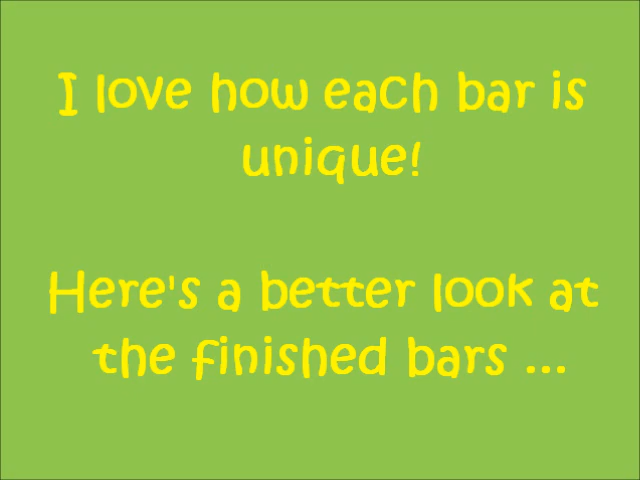 I love how each bar is
unique!
Here's a better look at
the finished bars ...